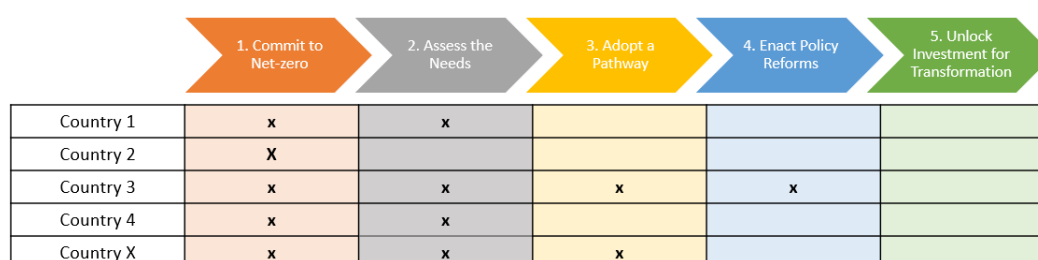 1. Commit to
Net-zero
2. Assess the
Needs
3. Adopt a
Pathway
4. Enact Policy
Reforms
5. Unlock
Investment for
Transformation
Country 1 x x
Country 2 X
Country 3 x x x x
Country 4 x x
Country X x x x